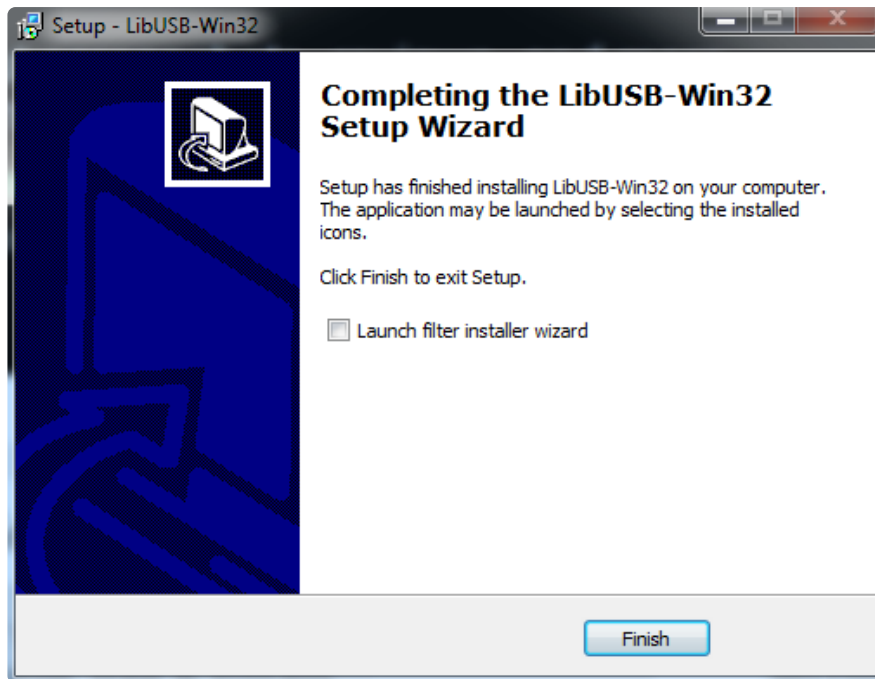 Setup - LibUSB-Win32
Completing the LibUSB-Win32
Setup Wizard
Setup has finished installing LibUSB-Win32 on your computer.
The application may be launched by selecting the installed
icons.
Click Finish to exit Setup.
Launch filter installer wizard
Finish